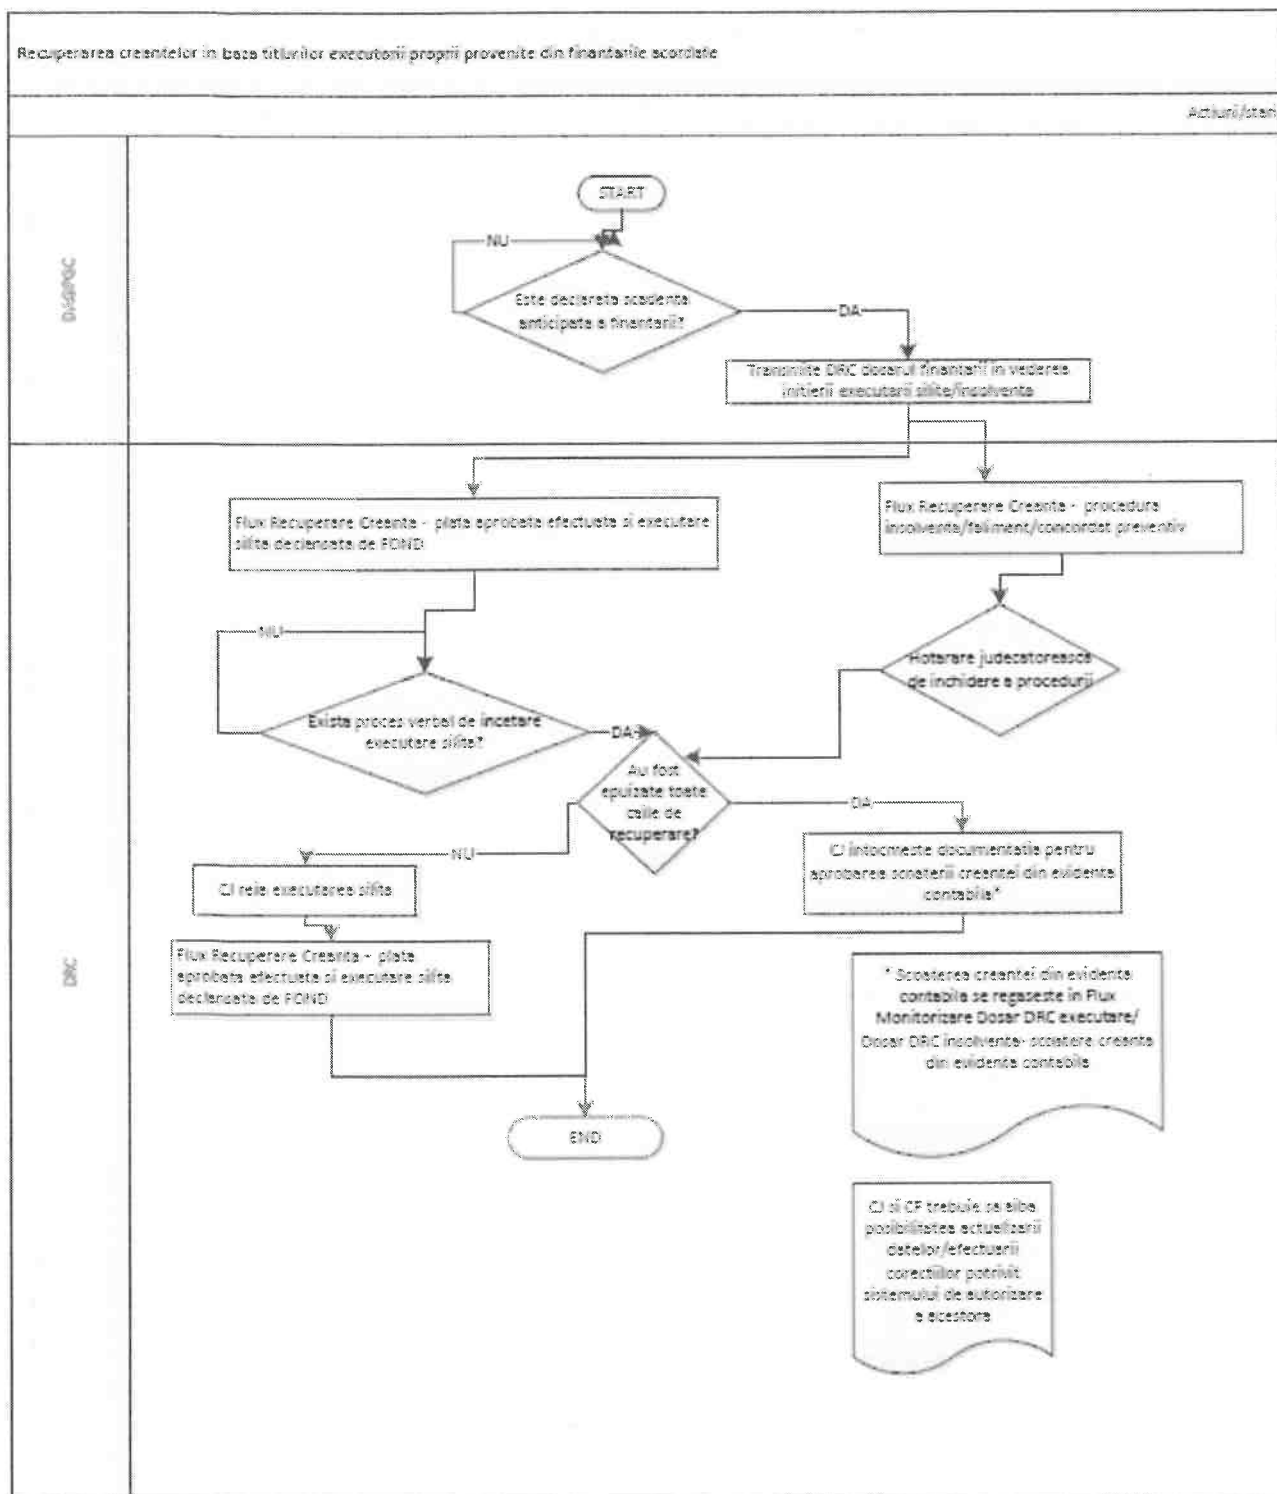 Recuperarea creantelor in baza titlurilor executorii proprii provenite din finantarile acordate
Actiuni/stari
DAGPGC
START
NU
Este declarata scadenta
anticipata a finantarii?
DA
Transmite DRC dosarul finantarii in vederea
initierii executarii silite/insolventa
DRC
Flux Recuperare Creanta - plata aprobata efectuata si executare
silita declansata de FOND
Flux Recuperare Creanta - procedura
insolventa/faliment/concordat preventiv
NU
Hotarare judecatoreasca
de inchidere a procedurii
Exista proces verbal de incetare
executare silita?
DA
Au fost
epuizate toate
caile de
recuperare?
DA
NU
CJ intocmeste documentatia pentru
aprobarea scoaterii creantei din evidenta
contabila*
CJ reia executarea silita
Flux Recuperare Creanta - plata
aprobata efectuata si executare silita
declansata de FOND
* Scoaterea creantei din evidenta
contabila se regaseste in Flux
Monitorizare Dosar DRC executare/
Dosar DRC insolventa- scoatere creanta
din evidenta contabila
END
CJ si CF trebuie sa aiba
posibilitatea actualizarii
datelor/efectuarii
corectiilor potrivit
sistemului de autorizare
a acestora